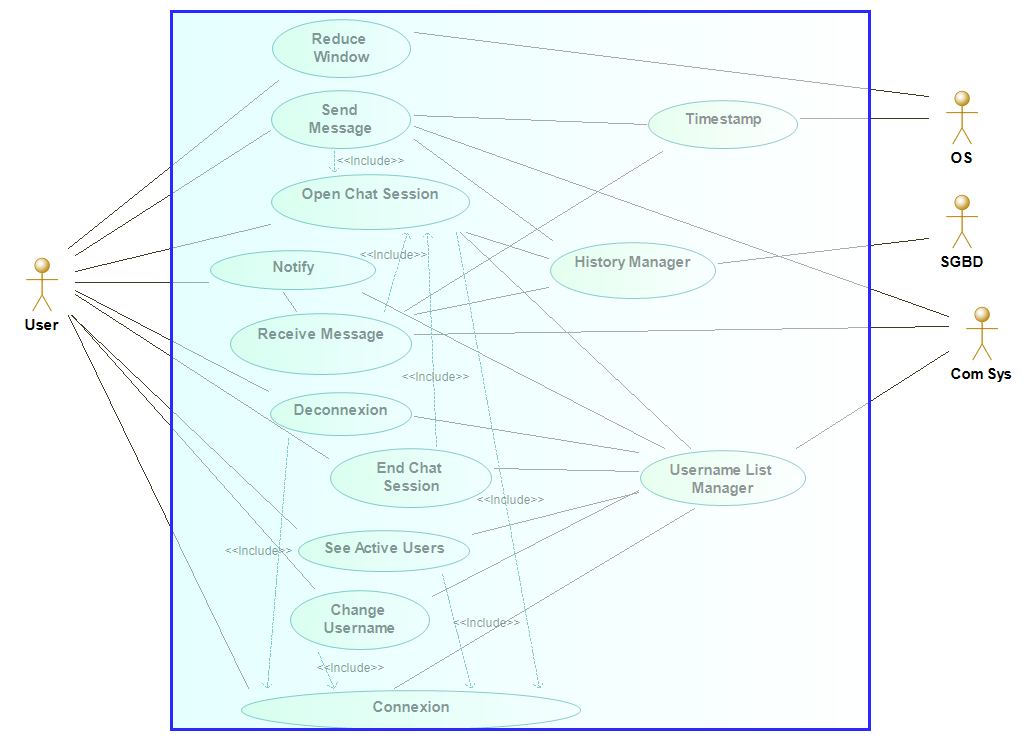 Reduce
Window
Send
Message
Timestamp
OS
<<Include>>
Open Chat Session
<<Include>>
SGBD
Notify
History Manager
User
Receive Message
Com Sys
<<Include>>
Deconnexion
End Chat
Session
Username List
Manager
<<Include>>
See Active Users
<<Include>>
Change
Username
<<Include>>
<<Include>>
Connexion